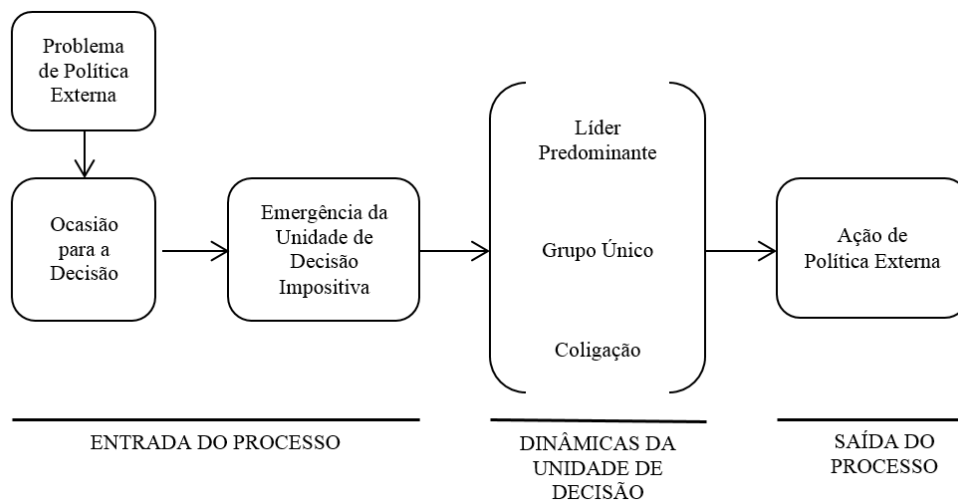 Problema
de Política
Externa
Ocasião
para a
Decisão
Emergência da
Unidade de
Decisão
Impositiva
Líder
Predominante
Grupo Único
Coligação
Ação de
Política Externa
ENTRADA DO PROCESSO
DINÂMICAS DA
UNIDADE DE
DECISÃO
SAÍDA DO
PROCESSO